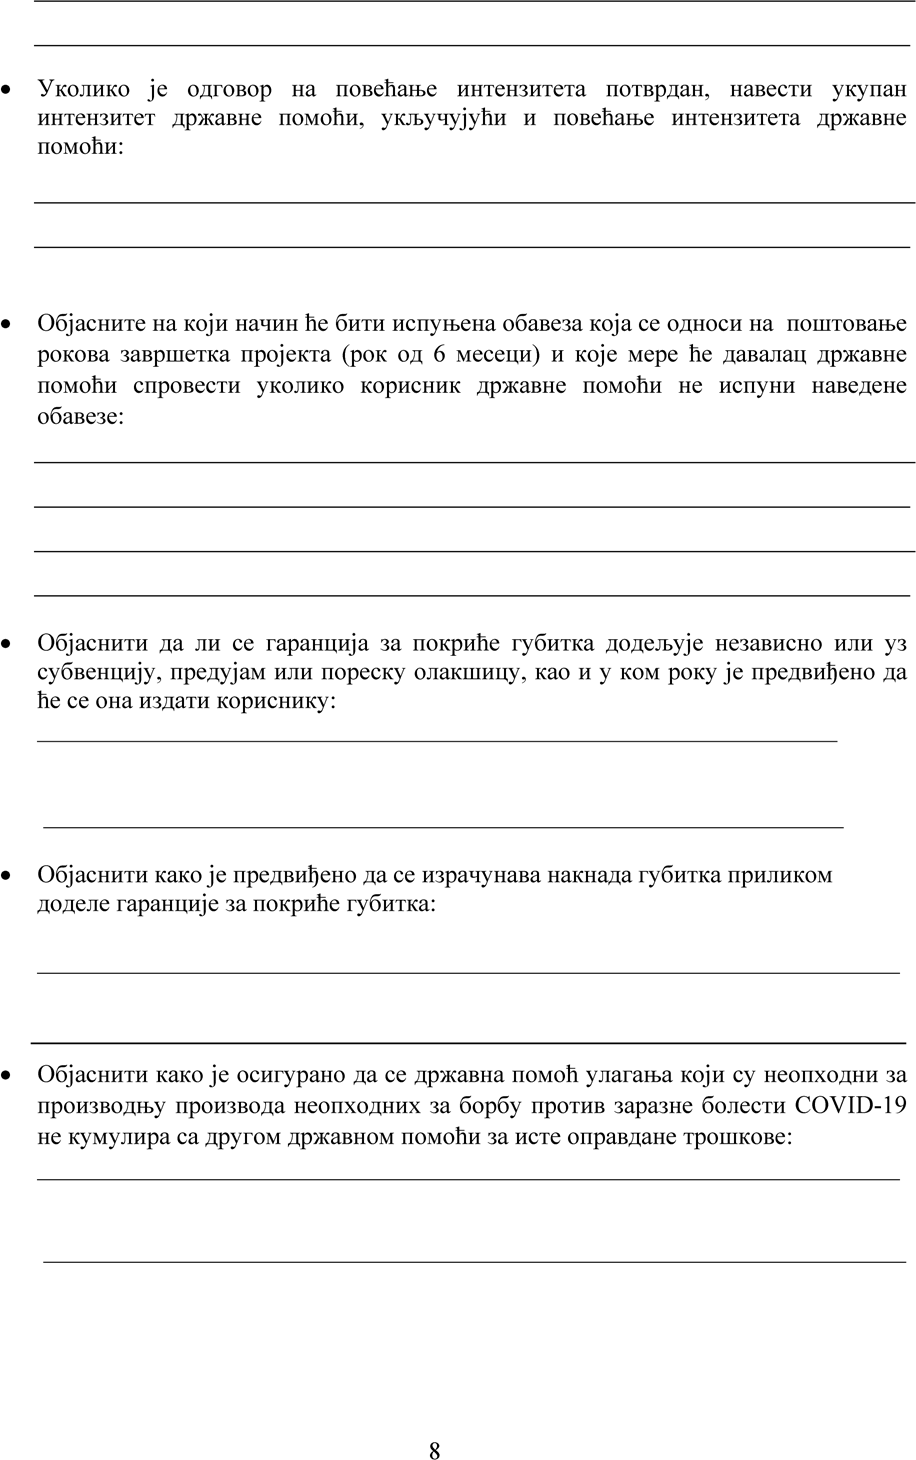 • Уколико је одговор на повећање интензитета потврдан, навести укупан
интензитет државне помоћи, укључујући и повећање интензитета државне
помоћи:
• Објасните на који начин ће бити испуњена обавеза која се односи на поштовање
рокова завршетка пројекта (рок од 6 месеци) и које мере ће давалац државне
помоћи спровести уколико корисник државне помоћи не испуни наведене
обавезе:
• Објаснити да ли се гаранција за покриће губитка додељује независно или уз
субвенцију, предујам или пореску олакшицу, као и у ком року је предвиђено да
ће се она издати кориснику:
• Објаснити како је предвиђено да се израчунава накнада губитка приликом
доделе гаранције за покриће губитка:
• Објаснити како је осигурано да се државна помоћ улагања који су неопходни за
производњу производа неопходних за борбу против заразне болести COVID-19
не кумулира са другом државном помоћи за исте оправдане трошкове:
8